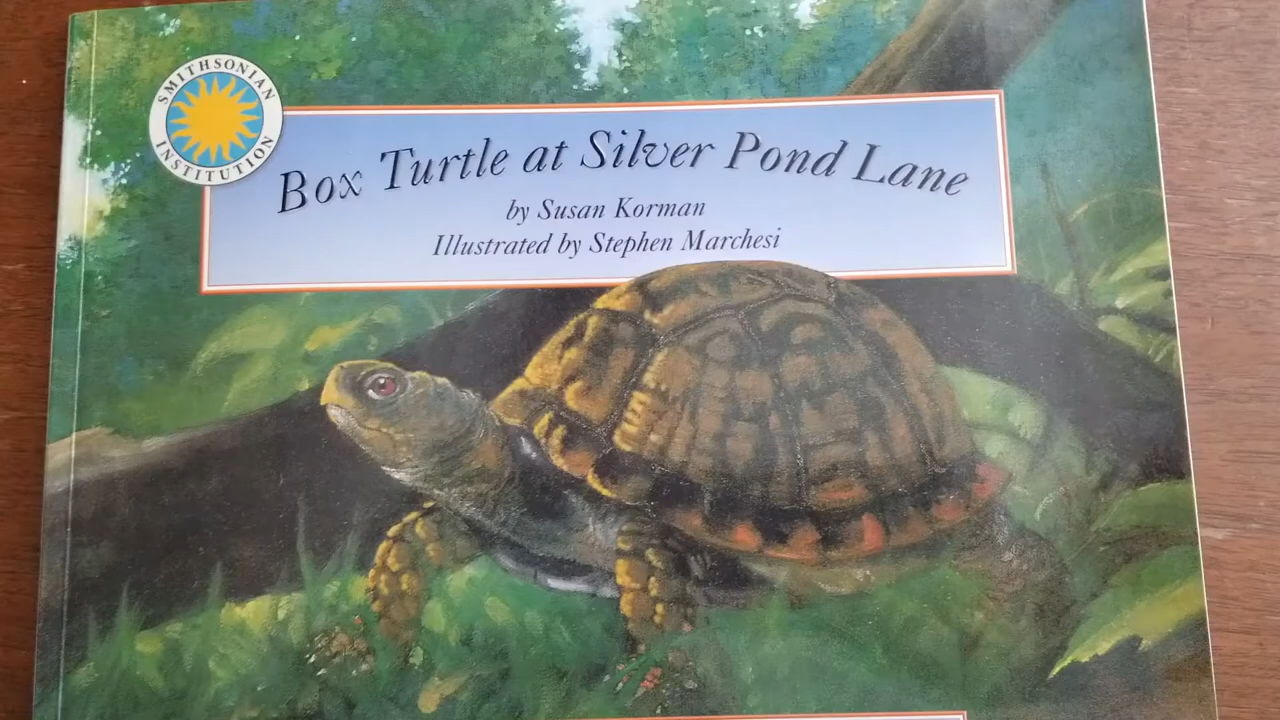 SMITHSONIAN
INSTITUTION
Box Turtle at Silver Pond Lane
by Susan Korman
Illustrated by Stephen Marchesi